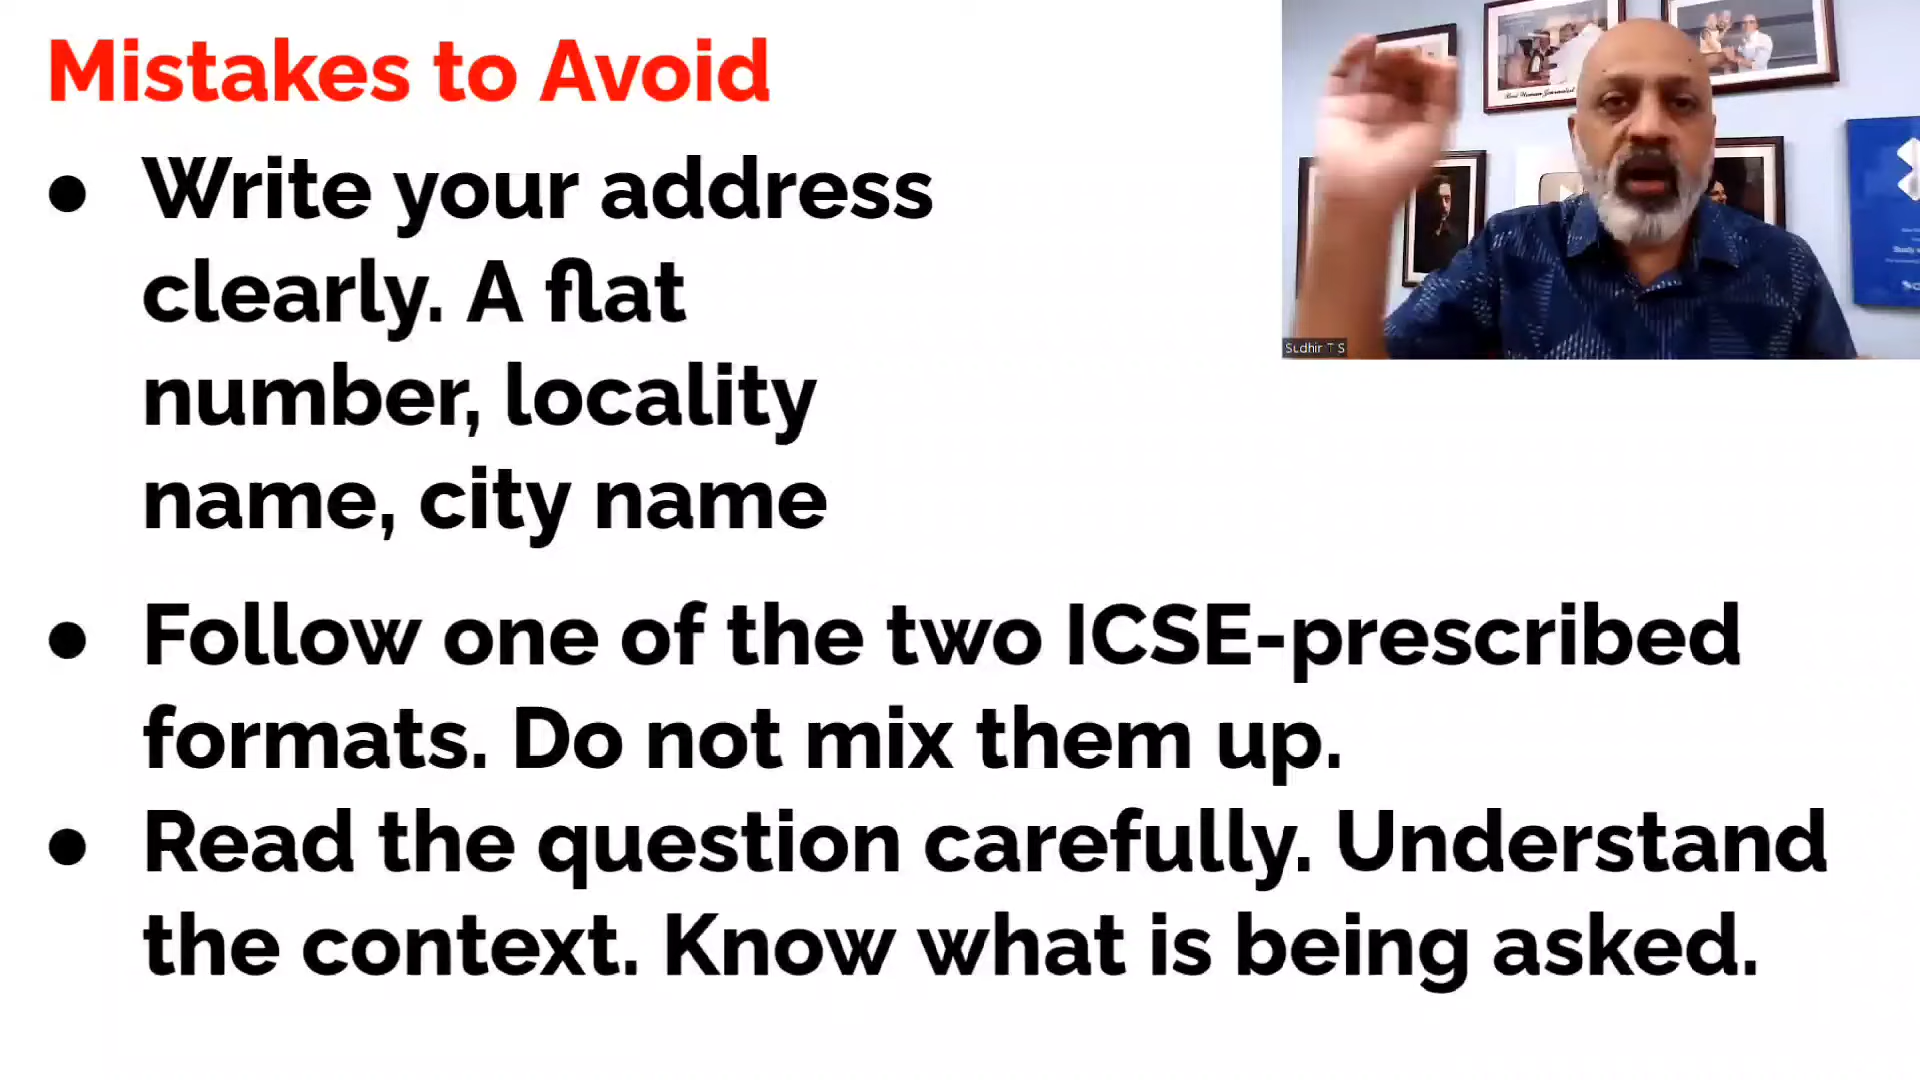 Mistakes to Avoid
● Write your address
clearly. A flat
number, locality
name, city name
● Follow one of the two ICSE-prescribed
formats. Do not mix them up.
● Read the question carefully. Understand
the context. Know what is being asked.
Sudhir T S